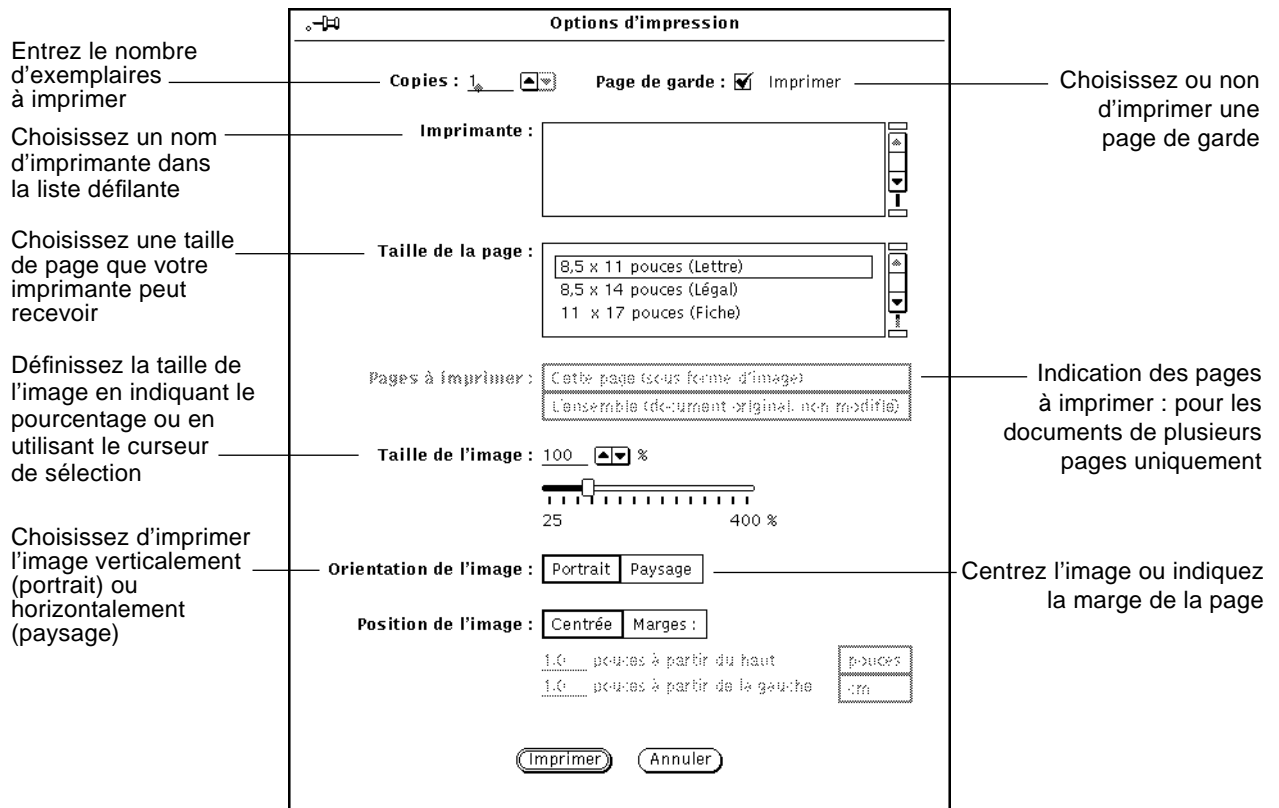 Options d'impression
Entrez le nombre
d'exemplaires
à imprimer
Copies : 1
Page de garde : Imprimer
Choisissez ou non
d'imprimer une
page de garde
Choisissez un nom
d'imprimante dans
la liste défilante
Imprimante :
Choisissez une taille
de page que votre
imprimante peut
recevoir
Taille de la page :
8,5 x 11 pouces (Lettre)
8,5 x 14 pouces (Légal)
11 x 17 pouces (Fiche)
Définissez la taille de
l'image en indiquant le
pourcentage ou en
utilisant le curseur
de sélection
Pages à imprimer :
Cette page (sous forme d'image)
L'ensemble (document original, non modifié)
Indication des pages
à imprimer : pour les
documents de plusieurs
pages uniquement
Taille de l'image : 100 %
25 400 %
Choisissez d'imprimer
l'image verticalement
(portrait) ou
horizontalement
(paysage)
Orientation de l'image : Portrait Paysage
Centrez l'image ou indiquez
la marge de la page
Position de l'image : Centrée Marges :
1.0 pouces à partir du haut
1.0 pouces à partir de la gauche
pouces
cm
Imprimer Annuler